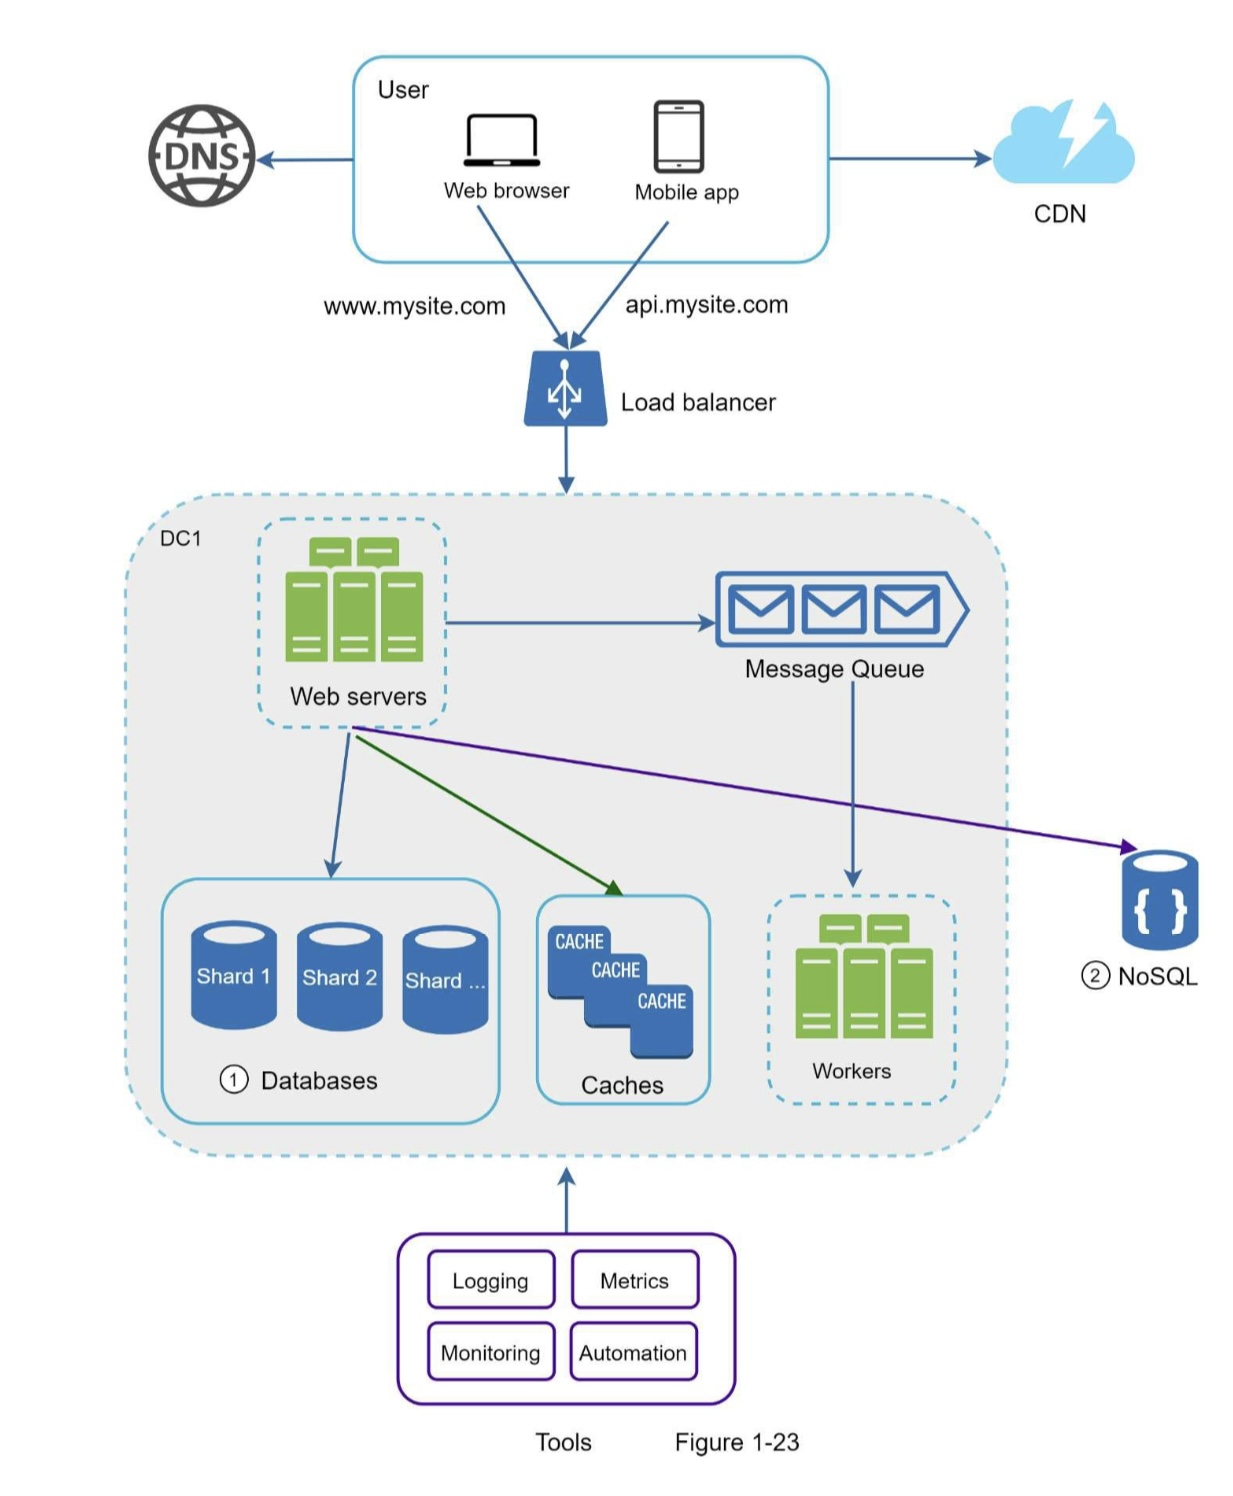 User
DNS
Web browser
Mobile app
CDN
www.mysite.com
api.mysite.com
Load balancer
DC1
Web servers
Message Queue
Shard 1
Shard 2
Shard ...
1 Databases
CACHE
CACHE
CACHE
Caches
Workers
2 NoSQL
{ }
Logging
Metrics
Monitoring
Automation
Tools
Figure 1-23